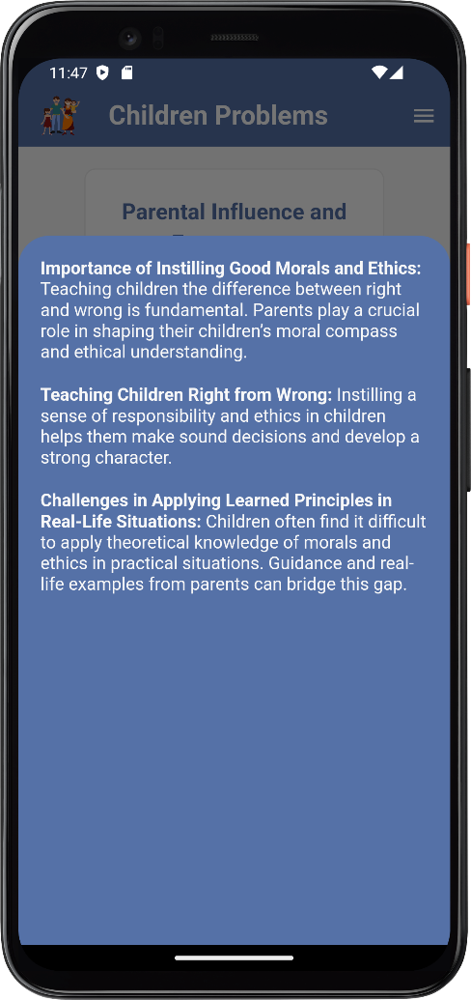 11:47
Children Problems
Parental Influence and
Importance of Instilling Good Morals and Ethics:
Teaching children the difference between right
and wrong is fundamental. Parents play a crucial
role in shaping their children's moral compass
and ethical understanding.
Teaching Children Right from Wrong: Instilling a
sense of responsibility and ethics in children
helps them make sound decisions and develop a
strong character.
Challenges in Applying Learned Principles in
Real-Life Situations: Children often find it difficult
to apply theoretical knowledge of morals and
ethics in practical situations. Guidance and real-
life examples from parents can bridge this gap.